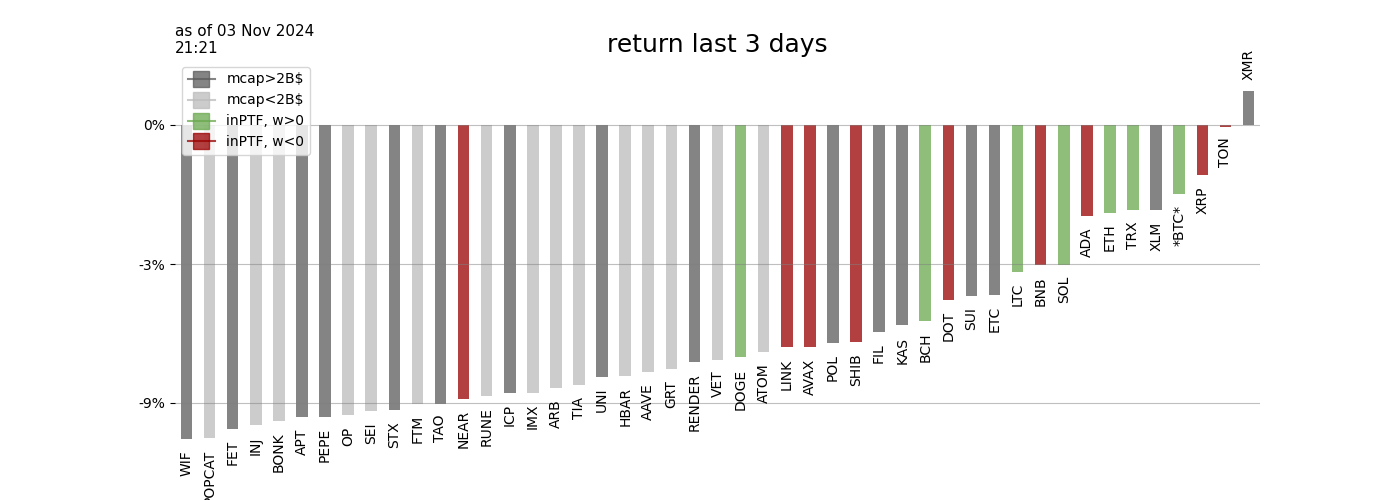 as of 03 Nov 2024
21:21
return last 3 days
mcap>2B$
mcap<2B$
inPTF, w>0
inPTF, w<0
0%
-3%
-9%
WIF
POPCAT
FET
INJ
BONK
APT
PEPE
OP
SEI
STX
FTM
TAO
NEAR
RUNE
ICP
IMX
ARB
TIA
UNI
HBAR
AAVE
GRT
RENDER
VET
DOGE
ATOM
LINK
AVAX
POL
SHIB
FIL
KAS
BCH
DOT
SUI
ETC
LTC
BNB
SOL
ADA
ETH
TRX
XLM
*BTC*
XRP
TON
XMR